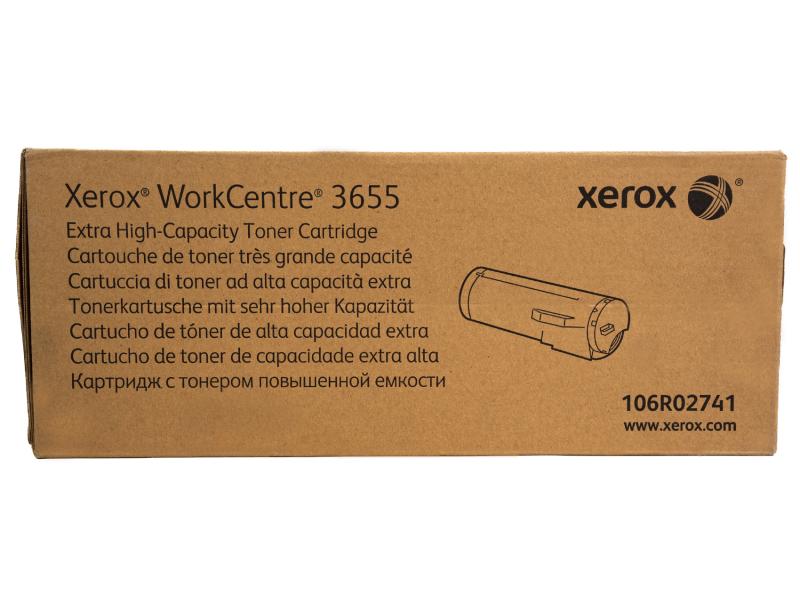 Xerox® WorkCentre® 3655
Extra High-Capacity Toner Cartridge
Cartouche de toner très grande capacité
Cartuccia di toner ad alta capacità extra
Tonerkartusche mit sehr hoher Kapazität
Cartucho de tóner de alta capacidad extra
Cartucho de toner de capacidade extra alta
Картридж с тонером повышенной емкости
xerox®
106R02741
www.xerox.com